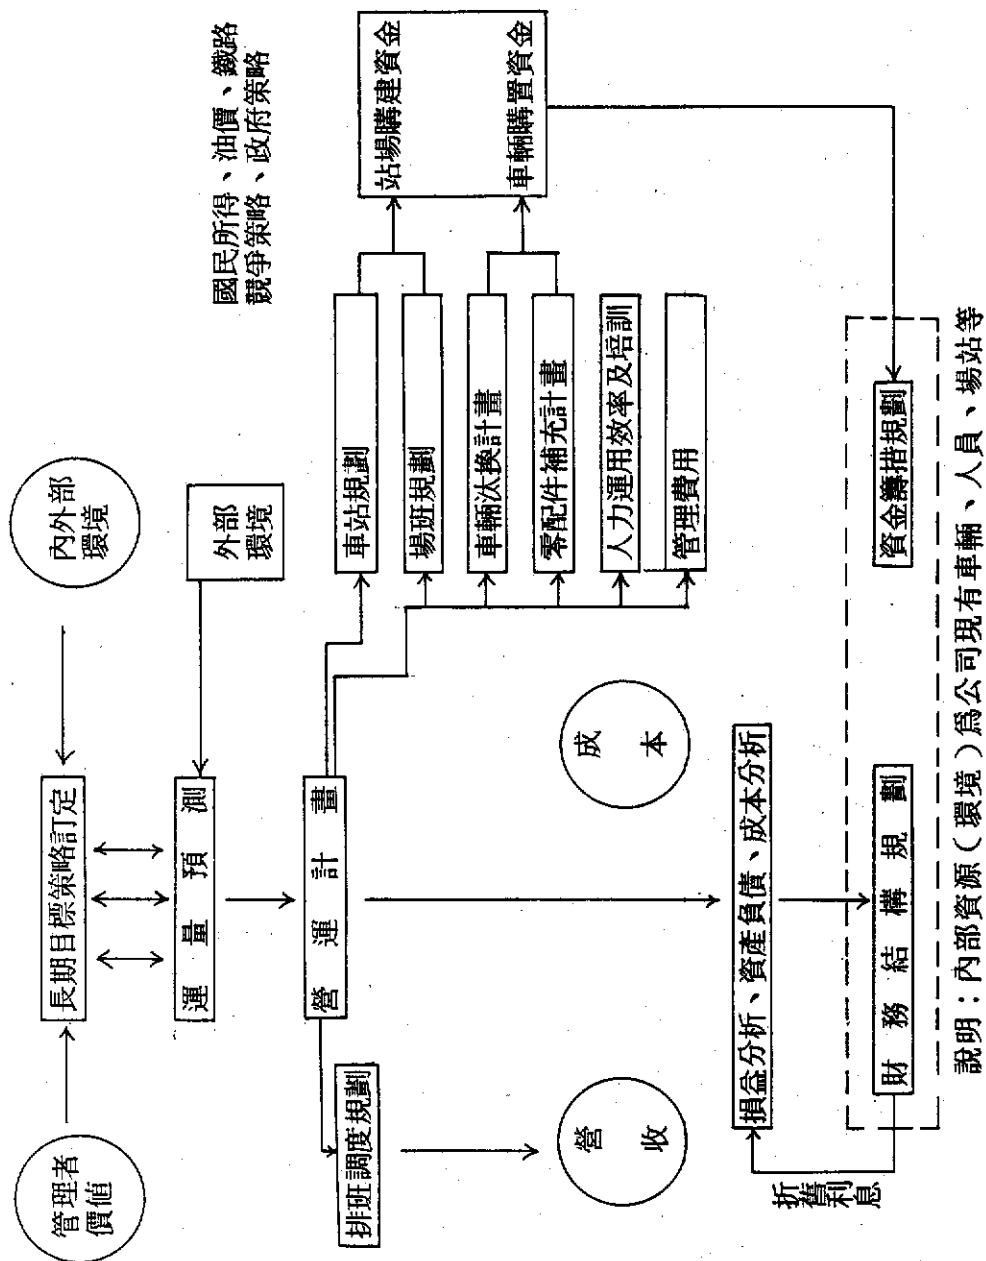 管理者
價值
長期目標策略訂定
內外部
環境
運量預測
外部
環境
國民所得、油價、鐵路
競爭策略、政府策略
營運計畫
排班調度規劃
營收
成本
車站規劃
場班規劃
車輛汰換計畫
零配件補充計畫
人力運用效率及培訓
管理費用
站場購建資金
車輛購置資金
損益分析、資產負債、成本分析
折舊
利息
財務結構規劃
資金籌措規劃
說明：內部資源（環境）爲公司現有車輛、人員、場站等